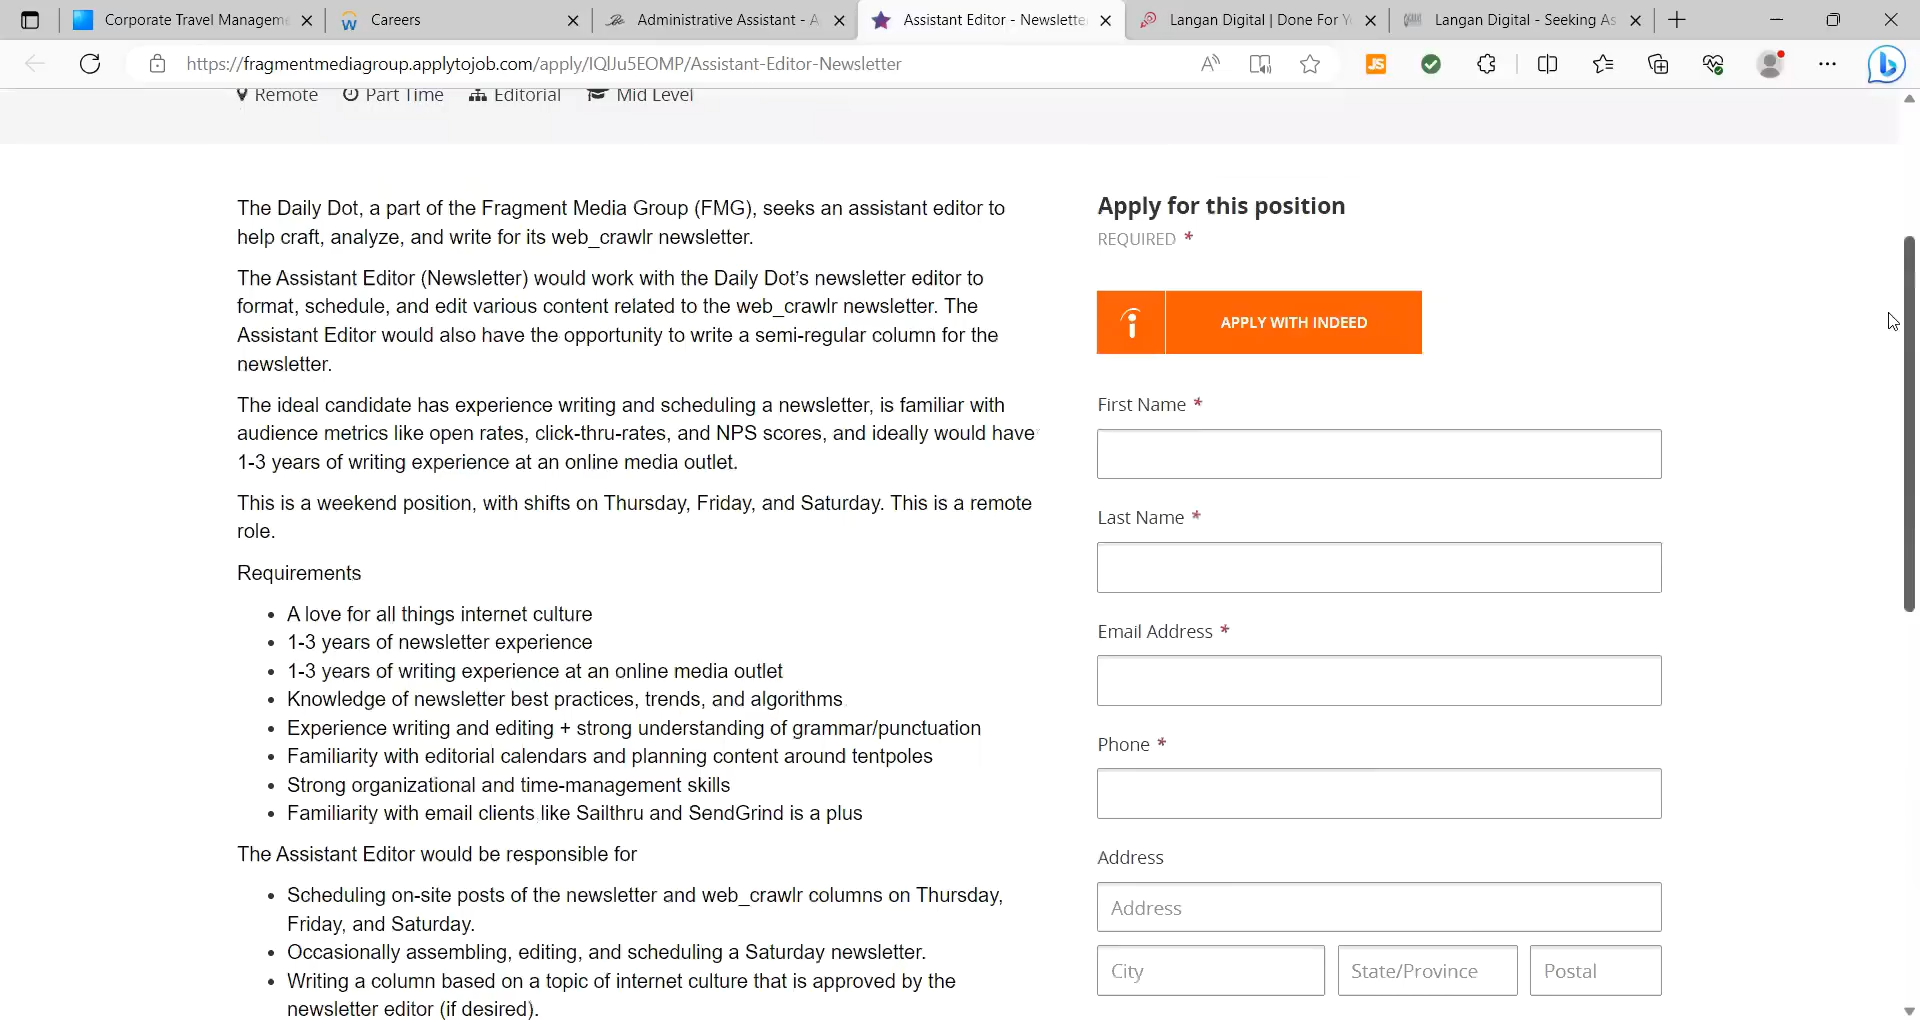 Corporate Travel Managem
Careers
Administrative Assistant - A
Assistant Editor - Newslette
Langan Digital | Done For Y
Langan Digital - Seeking As
https://fragmentmediagroup.applytojob.com/apply/IQlJu5EOMP/Assistant-Editor-Newsletter
JS
Remote Part Time Editorial Mid Level
The Daily Dot, a part of the Fragment Media Group (FMG), seeks an assistant editor to
help craft, analyze, and write for its web_crawlr newsletter.
The Assistant Editor (Newsletter) would work with the Daily Dot’s newsletter editor to
format, schedule, and edit various content related to the web_crawlr newsletter. The
Assistant Editor would also have the opportunity to write a semi-regular column for the
newsletter.
The ideal candidate has experience writing and scheduling a newsletter, is familiar with
audience metrics like open rates, click-thru-rates, and NPS scores, and ideally would have
1-3 years of writing experience at an online media outlet.
This is a weekend position, with shifts on Thursday, Friday, and Saturday. This is a remote
role.
Requirements
• A love for all things internet culture
• 1-3 years of newsletter experience
• 1-3 years of writing experience at an online media outlet
• Knowledge of newsletter best practices, trends, and algorithms
• Experience writing and editing + strong understanding of grammar/punctuation
• Familiarity with editorial calendars and planning content around tentpoles
• Strong organizational and time-management skills
• Familiarity with email clients like Sailthru and SendGrind is a plus
The Assistant Editor would be responsible for
• Scheduling on-site posts of the newsletter and web_crawlr columns on Thursday,
Friday, and Saturday.
• Occasionally assembling, editing, and scheduling a Saturday newsletter.
• Writing a column based on a topic of internet culture that is approved by the
newsletter editor (if desired).
Apply for this position
REQUIRED *
APPLY WITH INDEED
First Name *
Last Name *
Email Address *
Phone *
Address
Address
City State/Province Postal